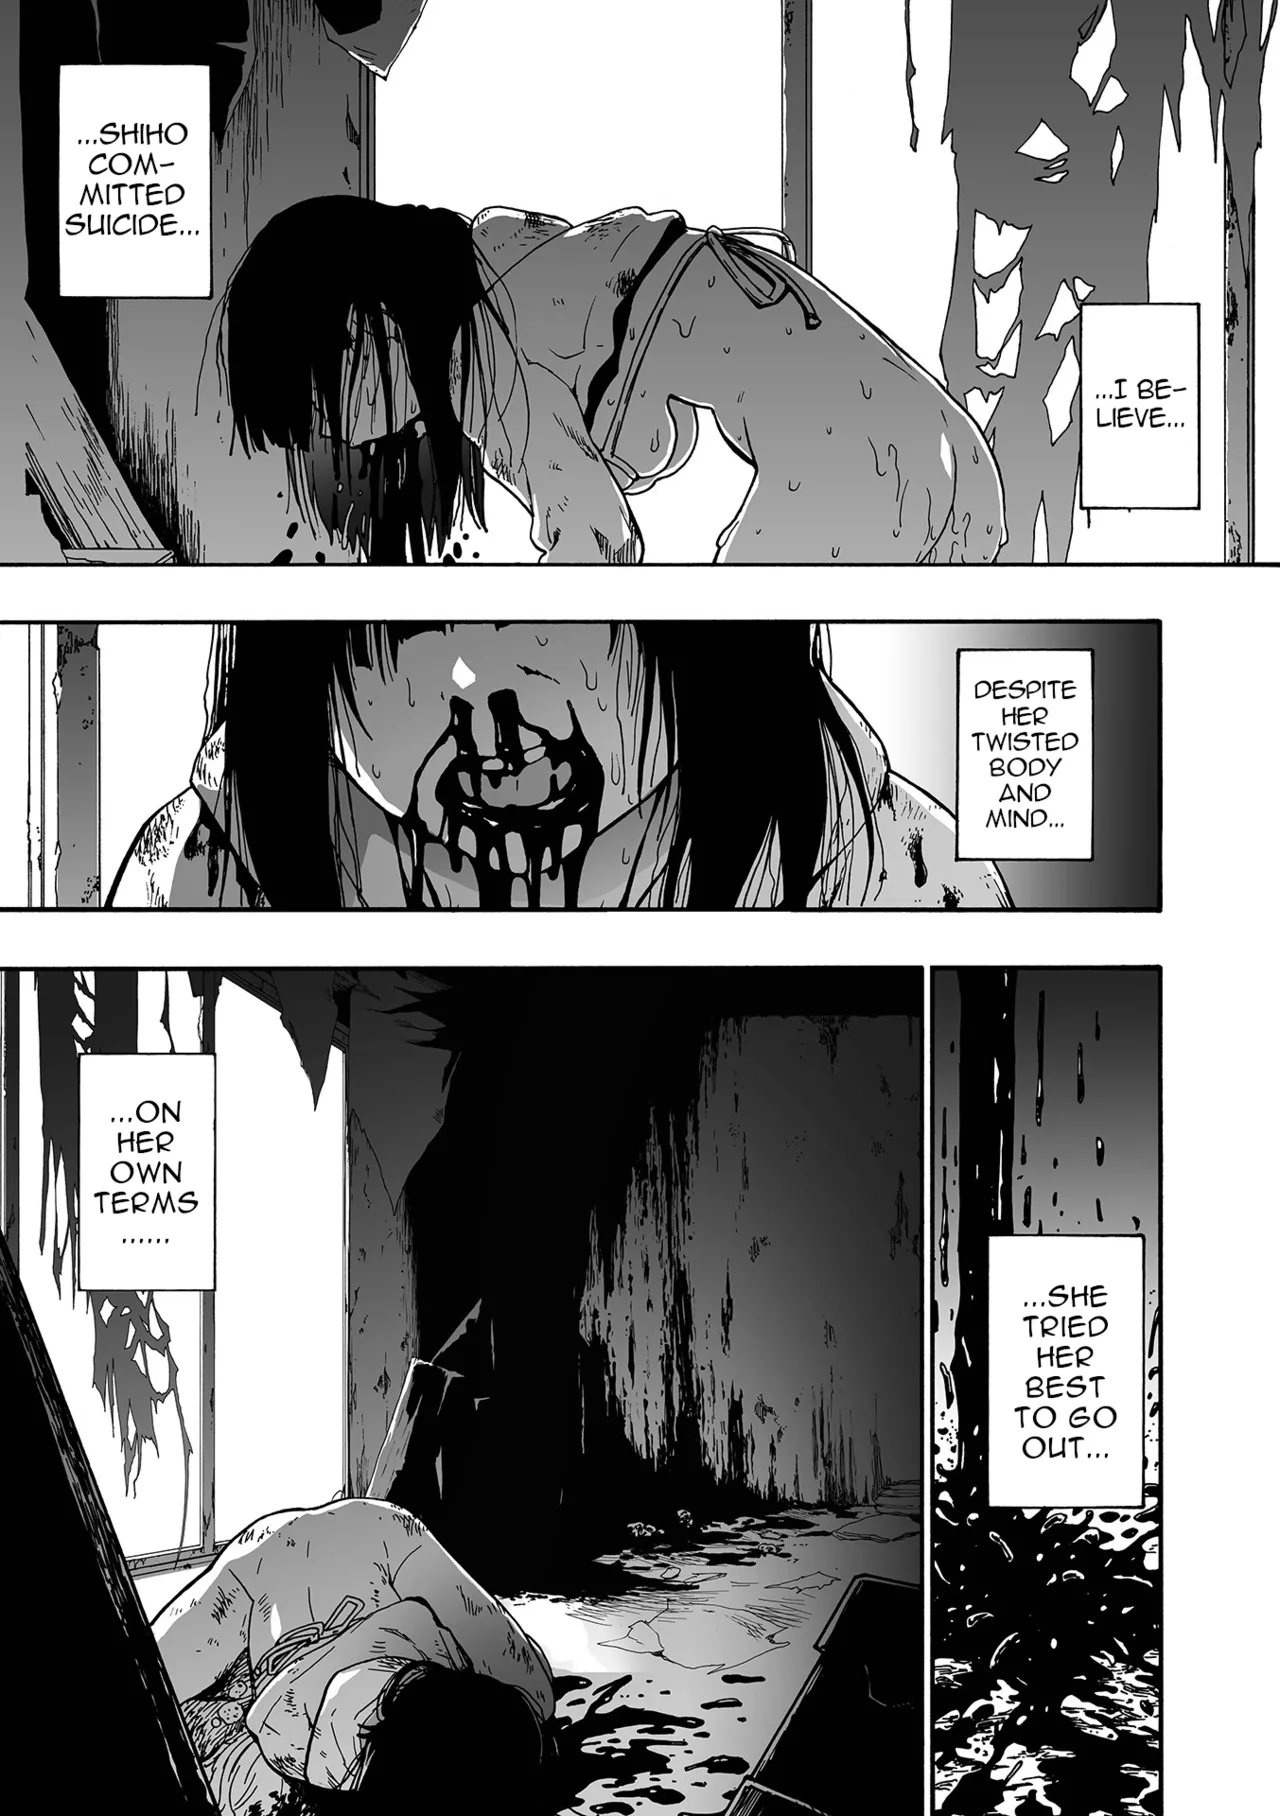 ...I BE-
LIEVE...
...SHIHO
COM-
MITTED
SUICIDE...
DESPITE
HER
TWISTED
BODY
AND
MIND...
...SHE
TRIED
HER
BEST
TO GO
OUT...
...ON
HER
OWN
TERMS
......